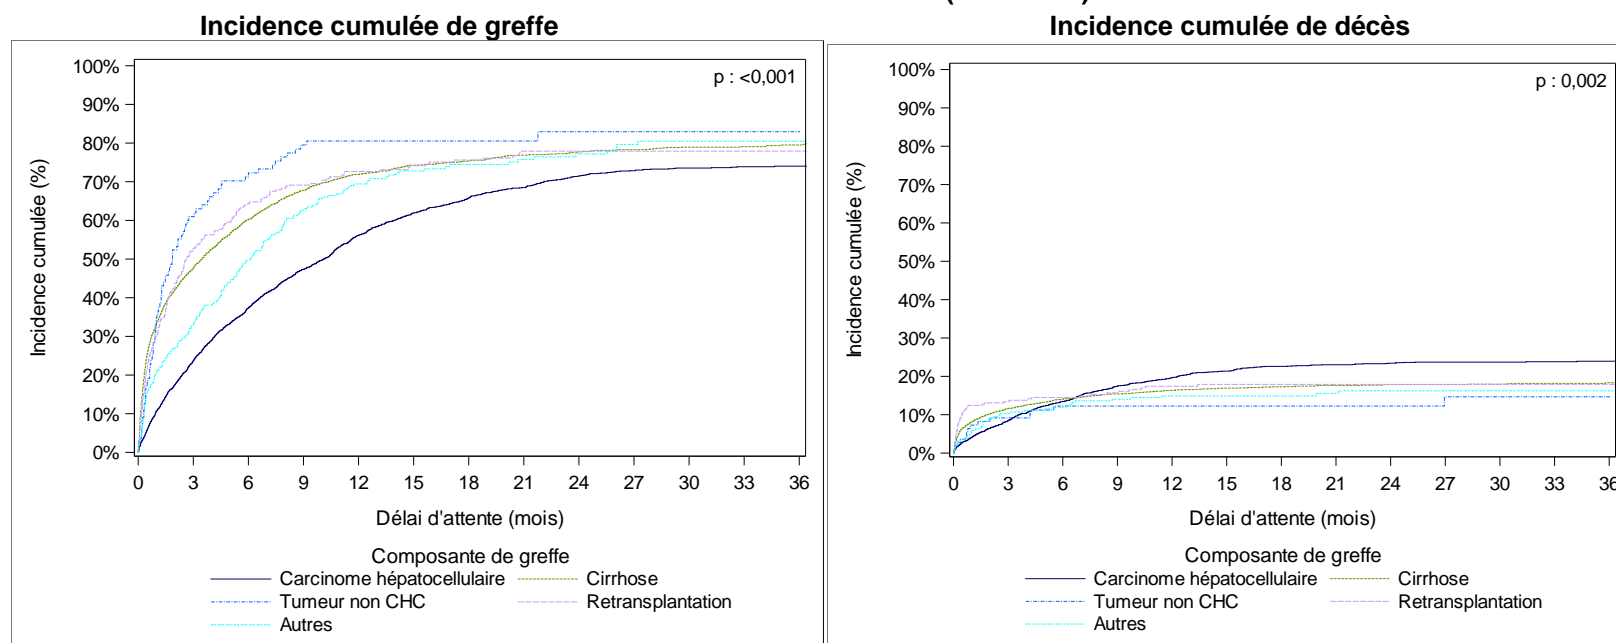 Incidence cumulée de greffe
100%
90%
80%
70%
60%
50%
40%
30%
20%
10%
0%
Incidence cumulée (%)
p : <0,001
0 3 6 9 12 15 18 21 24 27 30 33 36
Délai d'attente (mois)
Composante de greffe
Carcinome hépatocellulaire Cirrhose
Tumeur non CHC Retransplantation
Autres
Incidence cumulée de décès
100%
90%
80%
70%
60%
50%
40%
30%
20%
10%
0%
Incidence cumulée (%)
p : 0,002
0 3 6 9 12 15 18 21 24 27 30 33 36
Délai d'attente (mois)
Composante de greffe
Carcinome hépatocellulaire Cirrhose
Tumeur non CHC Retransplantation
Autres